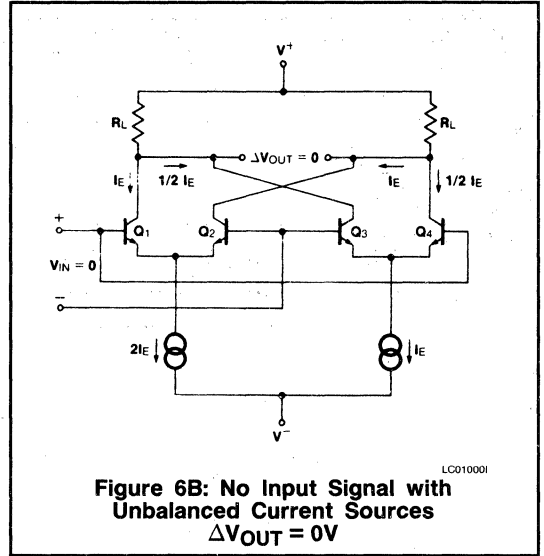 V+
RL
RL
ΔVOUT = 0
IE
1/2 IE
IE
1/2 IE
+
Q1
Q2
Q3
Q4
VIN = 0
−
2IE
IE
V−
LC01000I
Figure 6B: No Input Signal with
Unbalanced Current Sources
ΔVOUT = 0V